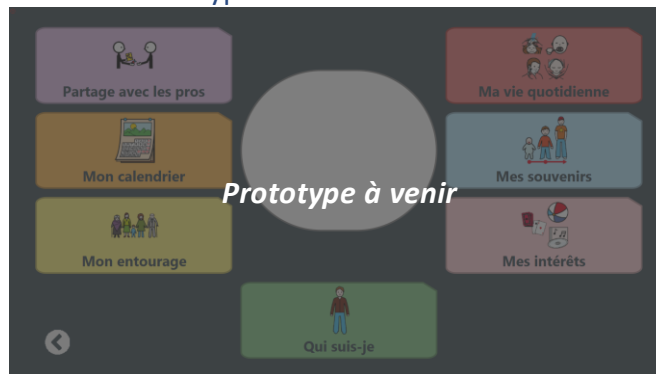 Partage avec les pros
Ma vie quotidienne
Mon calendrier
Mes souvenirs
Prototype à venir
Mon entourage
Mes intérêts
Qui suis-je